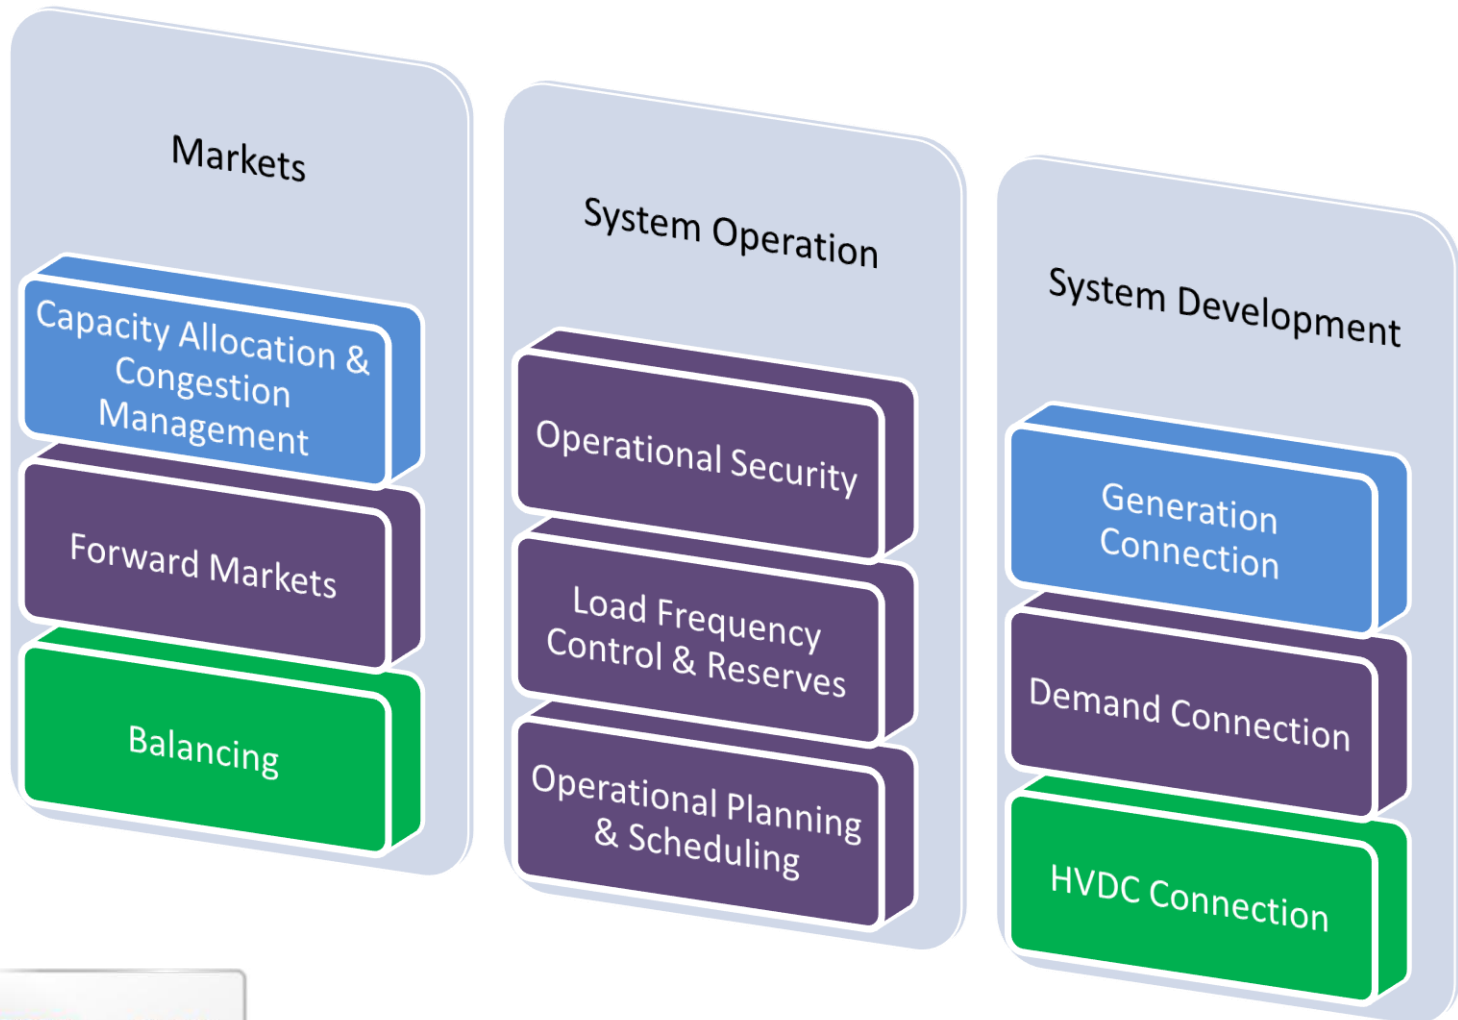 Markets
Capacity Allocation &
Congestion
Management
Forward Markets
Balancing
System Operation
Operational Security
Load Frequency
Control & Reserves
Operational Planning
& Scheduling
System Development
Generation
Connection
Demand Connection
HVDC Connection